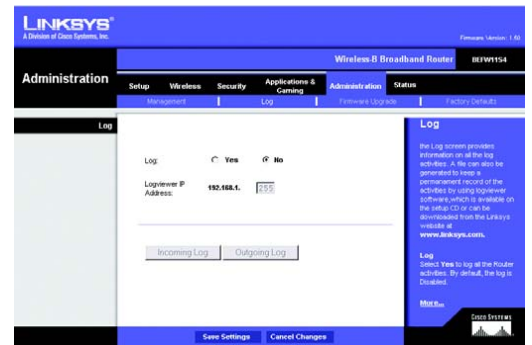 LINKSYS®
A Division of Cisco Systems, Inc.
Firmware Version: 1.50
Wireless-B Broadband Router
BEFW11S4
Administration
Setup Wireless Security Applications & Gaming Administration Status
Management Log Firmware Upgrade Factory Defaults
Log
Log:
Yes
No
Logviewer IP
Address:
192.168.1. 255
Incoming Log
Outgoing Log
Log
the Log screen provides
information on all the log
activities. A file can also be
generated to keep a
permanent record of the
activities by using logviewer
software,which is available on
the setup CD or can be
downloaded from the Linksys
website at
www.linksys.com.
Log
Select Yes to log all the Router
activities. By default, the log is
Disabled.
More...
Save Settings
Cancel Changes
CISCO SYSTEMS